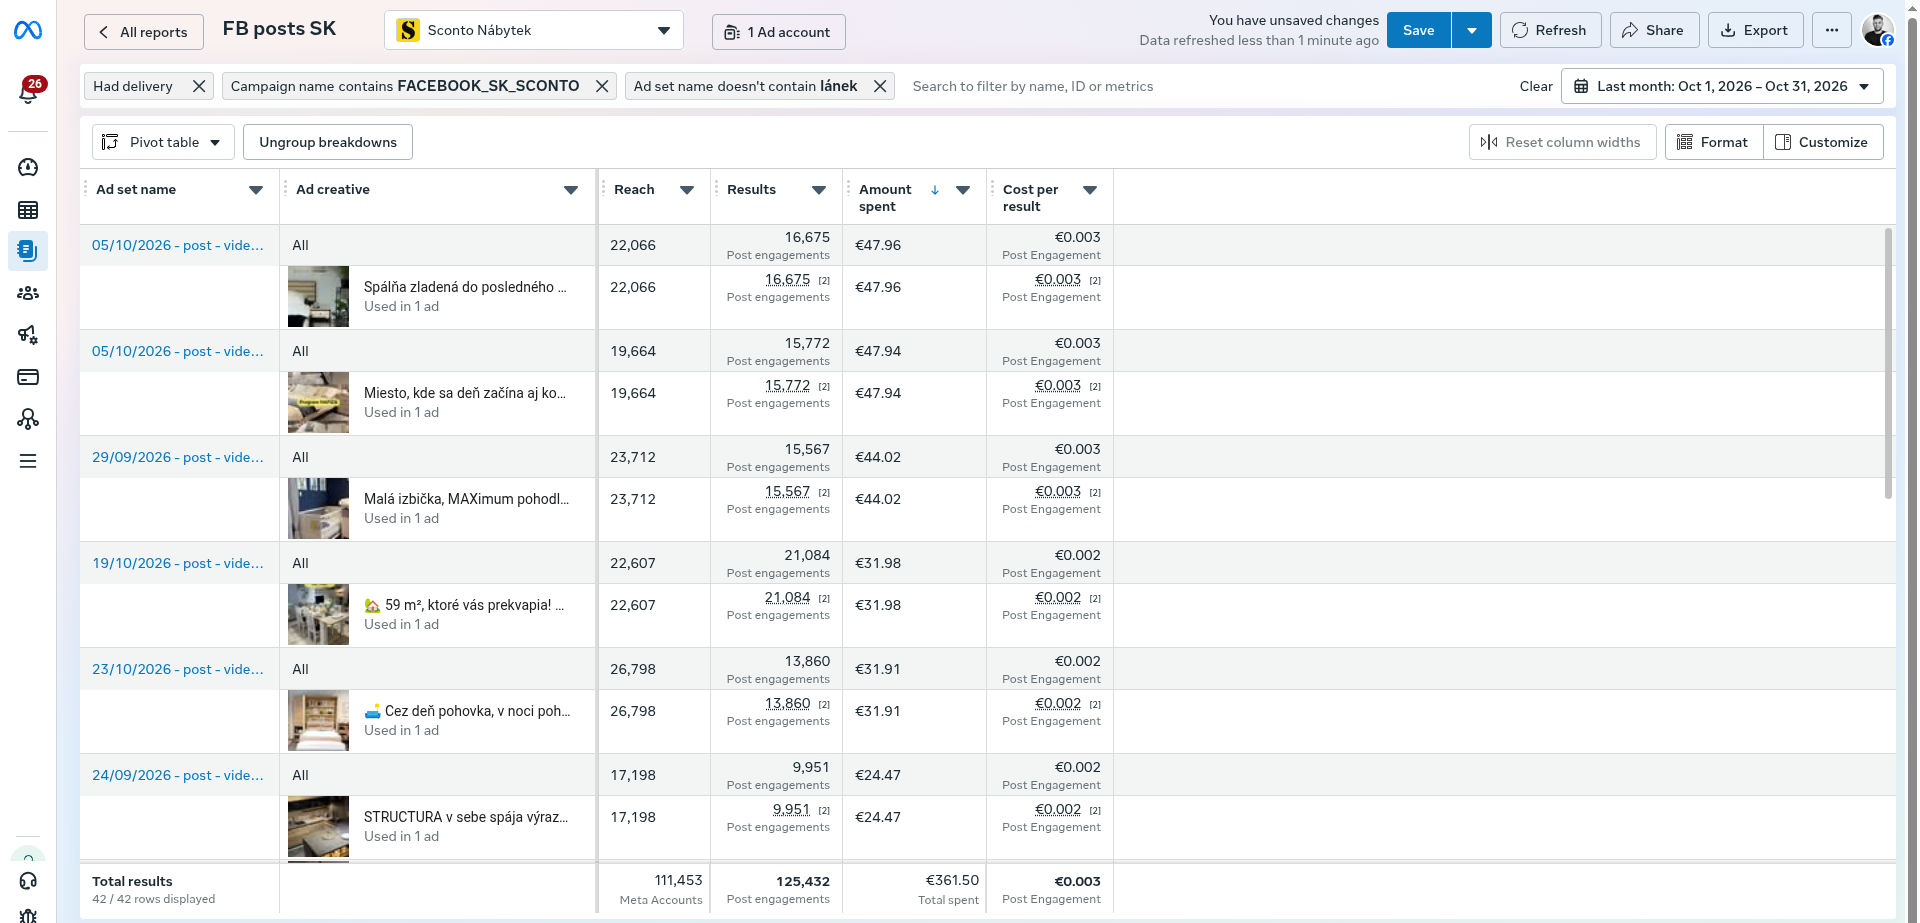 All reports
FB posts SK
Sconto Nábytek
1 Ad account
You have unsaved changes
Data refreshed less than 1 minute ago
Save
Refresh
Share
Export
26
Had delivery
Campaign name contains FACEBOOK_SK_SCONTO
Ad set name doesn't contain lánek
Search to filter by name, ID or metrics
Clear
Last month: Oct 1, 2026 – Oct 31, 2026
Pivot table
Ungroup breakdowns
Reset column widths
Format
Customize
Ad set name
Ad creative
Reach
Results
Amount spent
Cost per result
05/10/2026 - post - vide...
All
22,066
16,675
Post engagements
€47.96
€0.003
Post Engagement
Spálňa zladená do posledného ...
Used in 1 ad
22,066
16,675 [2]
Post engagements
€47.96
€0.003 [2]
Post Engagement
05/10/2026 - post - vide...
All
19,664
15,772
Post engagements
€47.94
€0.003
Post Engagement
Miesto, kde sa deň začína aj ko...
Used in 1 ad
19,664
15,772 [2]
Post engagements
€47.94
€0.003 [2]
Post Engagement
29/09/2026 - post - vide...
All
23,712
15,567
Post engagements
€44.02
€0.003
Post Engagement
Malá izbička, MAXimum pohodl...
Used in 1 ad
23,712
15,567 [2]
Post engagements
€44.02
€0.003 [2]
Post Engagement
19/10/2026 - post - vide...
All
22,607
21,084
Post engagements
€31.98
€0.002
Post Engagement
🏡 59 m², ktoré vás prekvapia! ...
Used in 1 ad
22,607
21,084 [2]
Post engagements
€31.98
€0.002 [2]
Post Engagement
23/10/2026 - post - vide...
All
26,798
13,860
Post engagements
€31.91
€0.002
Post Engagement
🛋️ Cez deň pohovka, v noci poh...
Used in 1 ad
26,798
13,860 [2]
Post engagements
€31.91
€0.002 [2]
Post Engagement
24/09/2026 - post - vide...
All
17,198
9,951
Post engagements
€24.47
€0.002
Post Engagement
STRUCTURA v sebe spája výraz...
Used in 1 ad
17,198
9,951 [2]
Post engagements
€24.47
€0.002 [2]
Post Engagement
Total results
42 / 42 rows displayed
111,453
Meta Accounts
125,432
Post engagements
€361.50
Total spent
€0.003
Post Engagement